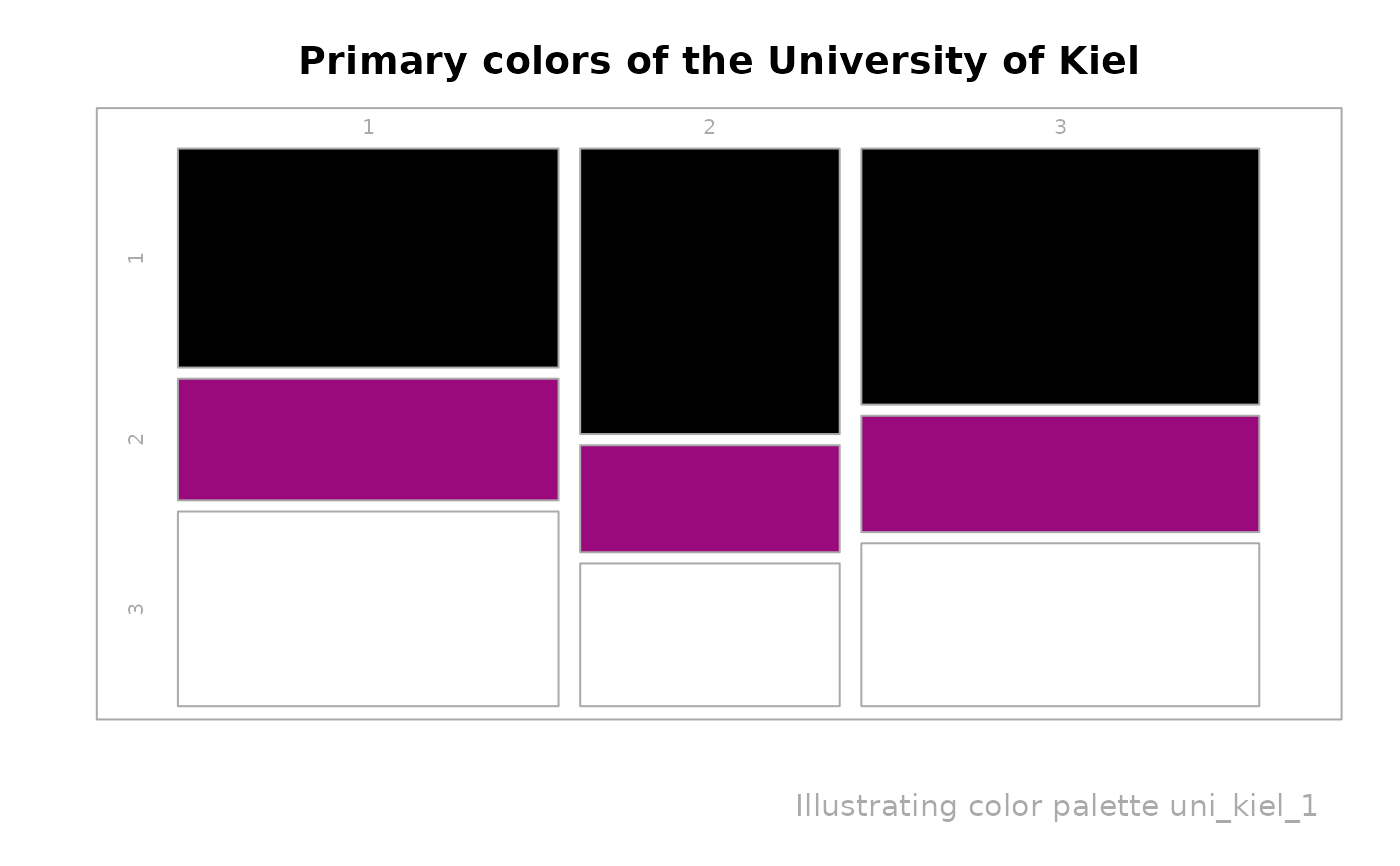 Primary colors of the University of Kiel
1 2 3
1
2
3
Illustrating color palette uni_kiel_1